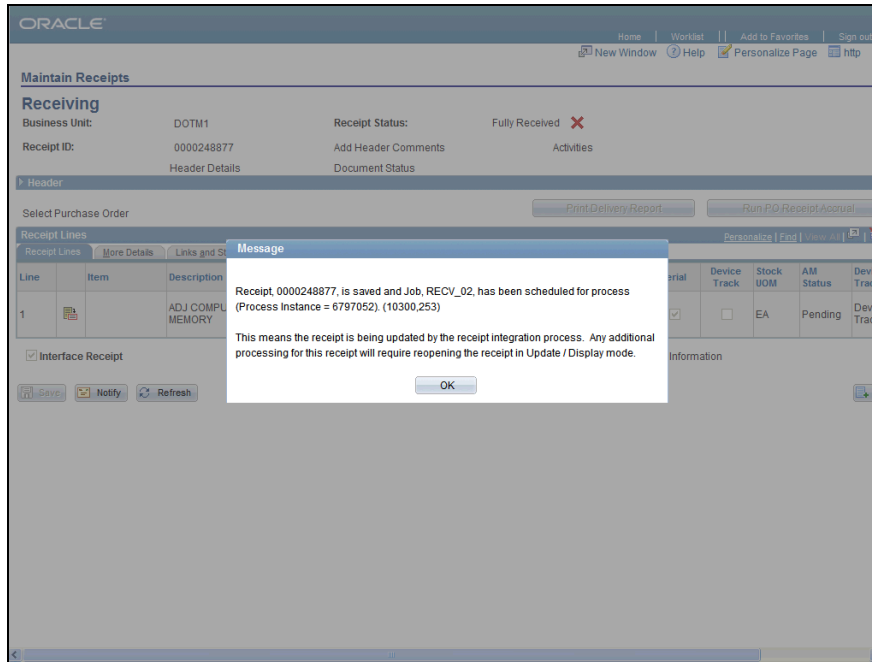 ORACLE
Home | Worklist | | Add to Favorites | Sign out
New Window Help Personalize Page http
Maintain Receipts
Receiving
Business Unit: DOTM1 Receipt Status: Fully Received
Receipt ID: 0000248877 Add Header Comments Activities
Header Details Document Status
Header
Select Purchase Order Print Delivery Report Run PO Receipt Accrual
Receipt Lines Personalize | Find | View All |
Receipt Lines More Details Links and St
Line Item Description erial Device Track Stock UOM AM Status
1 ADJ COMPU MEMORY EA Pending
Message
Receipt, 0000248877, is saved and Job, RECV_02, has been scheduled for process
(Process Instance = 6797052). (10300,253)
This means the receipt is being updated by the receipt integration process. Any additional
processing for this receipt will require reopening the receipt in Update / Display mode.
OK
Interface Receipt Information
Save Notify Refresh